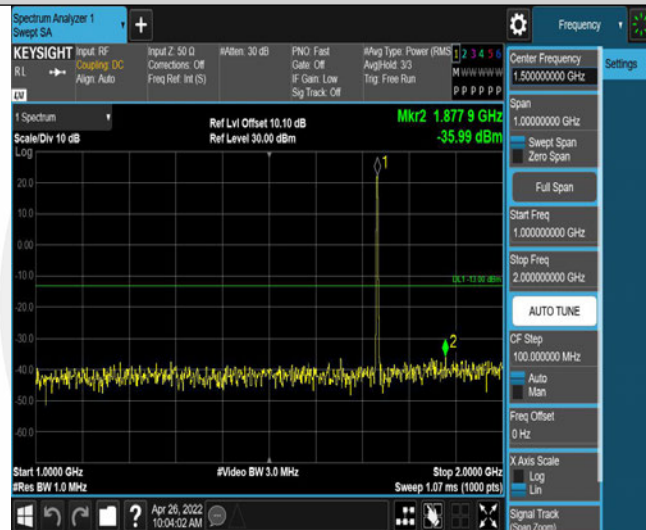 Spectrum Analyzer 1
Swept SA
Frequency
KEYSIGHT
RL
Input: RF
Coupling: DC
Align: Auto
Input Z: 50 Ω
Corrections: Off
Freq Ref: Int (S)
#Atten: 30 dB
PNO: Fast
Gate: Off
IF Gain: Low
Sig Track: Off
#Avg Type: Power (RMS
Avg|Hold: 3/3
Trig: Free Run
1 2 3 4 5 6
M W W W W W
P P P P P P
LXI
1 Spectrum
Scale/Div 10 dB
Log
Ref Lvl Offset 10.10 dB
Ref Level 30.00 dBm
Mkr2 1.877 9 GHz
-35.99 dBm
1
20.0
10.0
0.00
-10.0
DL1 -13.00 dBm
-20.0
2
-30.0
-40.0
-50.0
-60.0
Start 1.0000 GHz
#Res BW 1.0 MHz
#Video BW 3.0 MHz
Stop 2.0000 GHz
Sweep 1.07 ms (1000 pts)
?
Apr 26, 2022
10:04:02 AM
Center Frequency
1.500000000 GHz
Span
1.00000000 GHz
Swept Span
Zero Span
Full Span
Start Freq
1.000000000 GHz
Stop Freq
2.000000000 GHz
AUTO TUNE
CF Step
100.000000 MHz
Auto
Man
Freq Offset
0 Hz
X Axis Scale
Log
Lin
Signal Track
(Span Zoom)
Settings